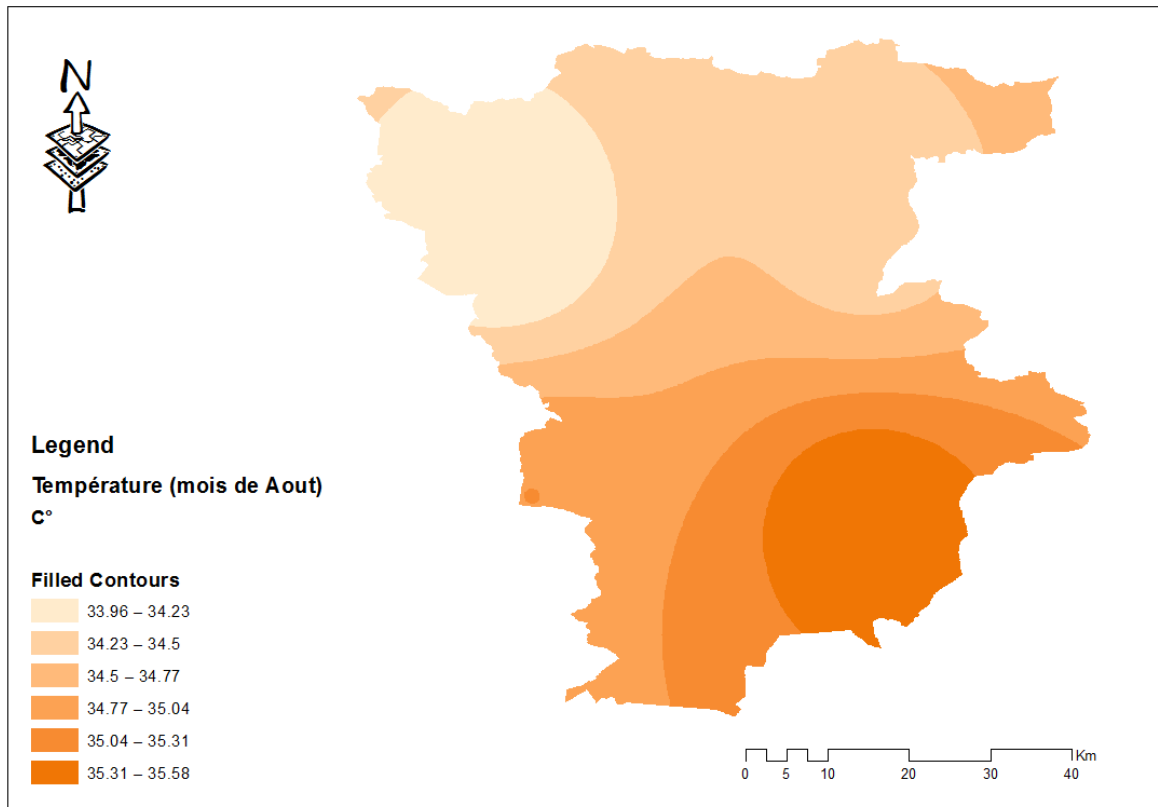 N
Legend
Température (mois de Aout)
C°
Filled Contours
33.96 – 34.23
34.23 – 34.5
34.5 – 34.77
34.77 – 35.04
35.04 – 35.31
35.31 – 35.58
Km
0 5 10 20 30 40